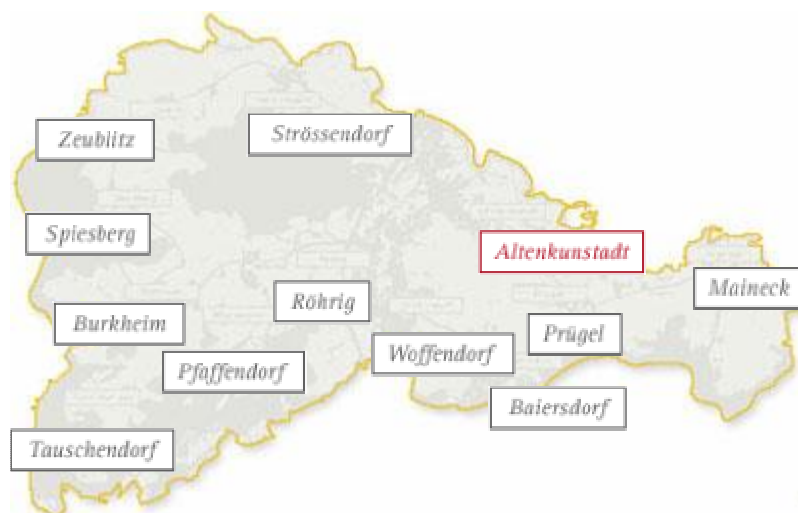 Zeublitz
Strössendorf
Spiesberg
Altenkunstadt
Maineck
Röhrig
Burkheim
Prügel
Woffendorf
Pfaffendorf
Baiersdorf
Tauschendorf